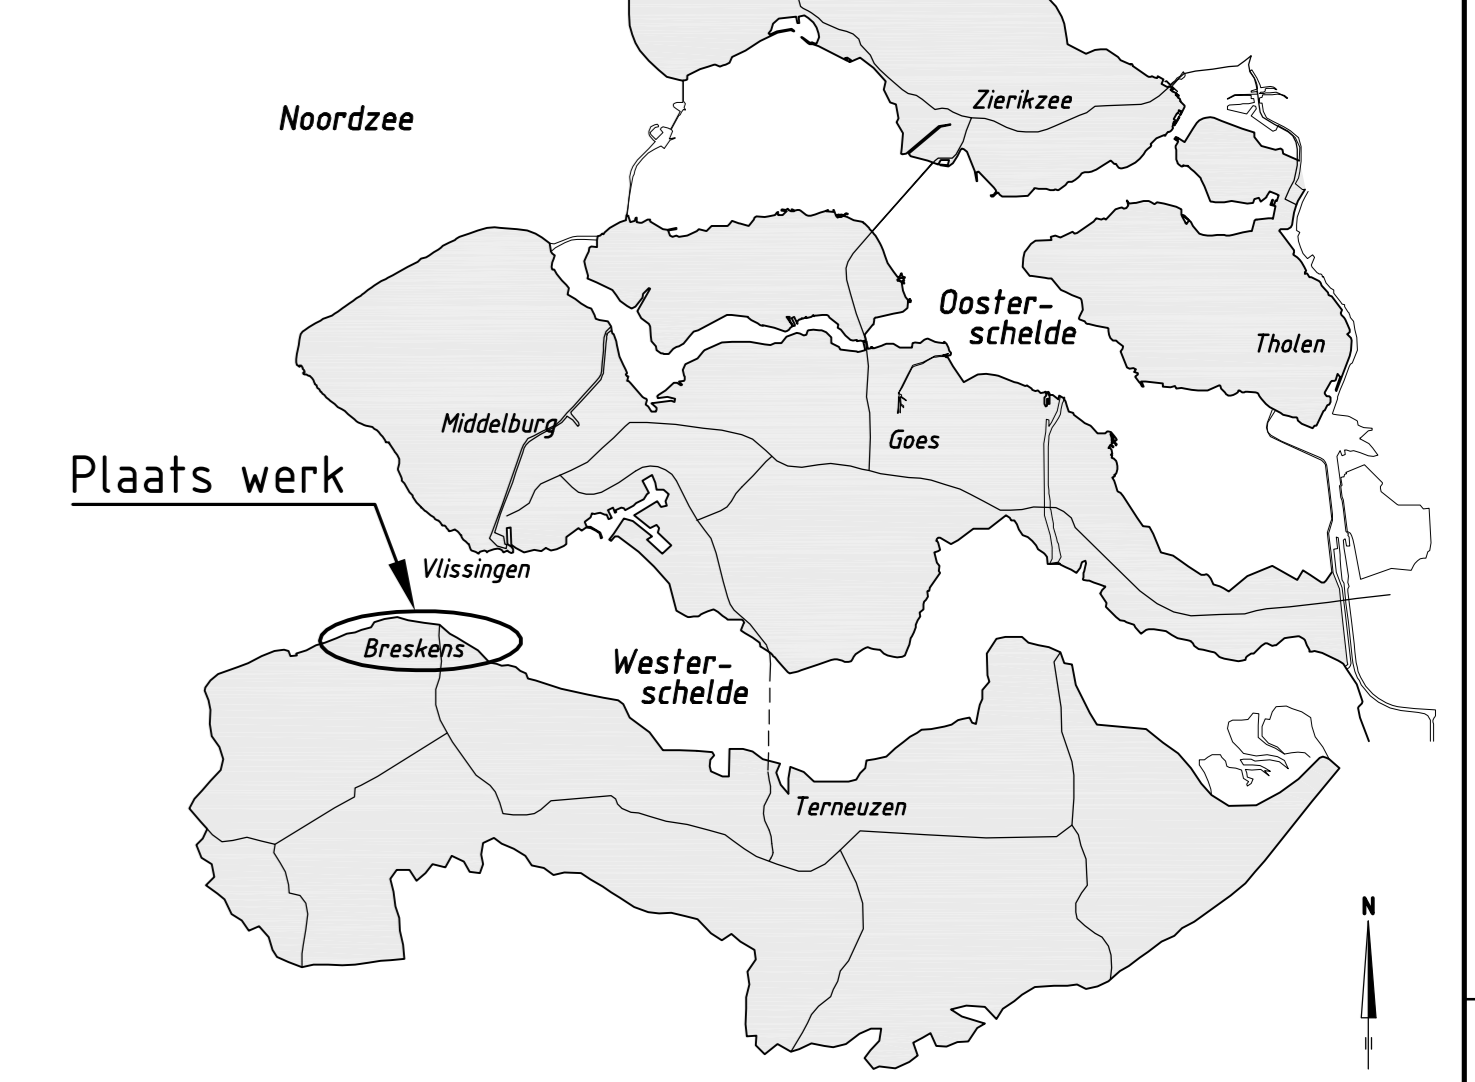 Zierikzee
Noordzee
Ooster-
schelde
Tholen
Middelburg
Goes
Plaats werk
Vlissingen
Breskens
Wester-
schelde
Terneuzen
N